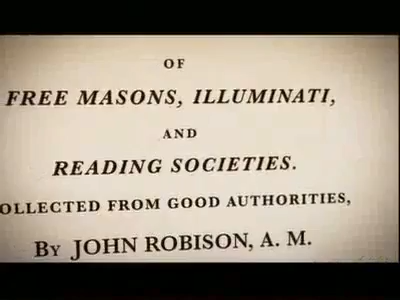 OF
FREE MASONS, ILLUMINATI,
AND
READING SOCIETIES.
OLLECTED FROM GOOD AUTHORITIES,
By JOHN ROBISON, A. M.